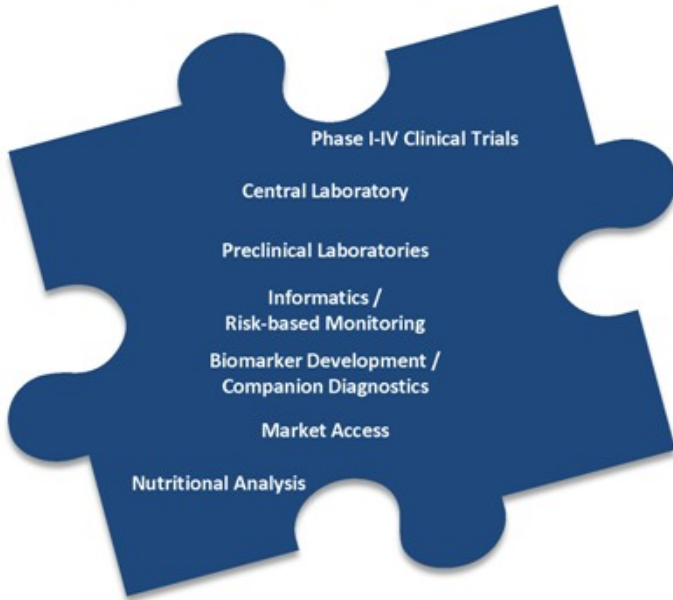 Phase I-IV Clinical Trials
Central Laboratory
Preclinical Laboratories
Informatics /
Risk-based Monitoring
Biomarker Development /
Companion Diagnostics
Market Access
Nutritional Analysis